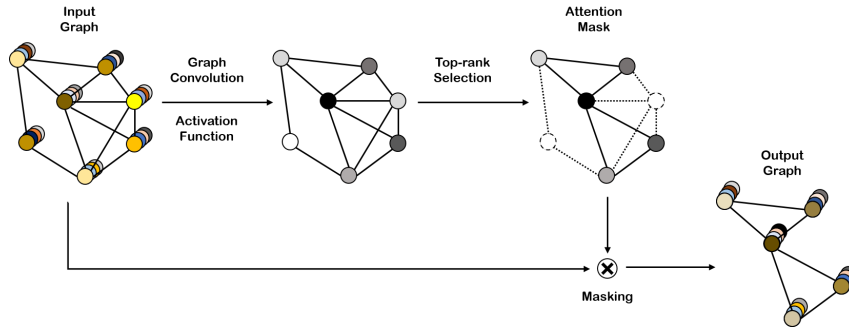 Input
Graph
Graph
Convolution
Activation
Function
Top-rank
Selection
Attention
Mask
Output
Graph
Masking